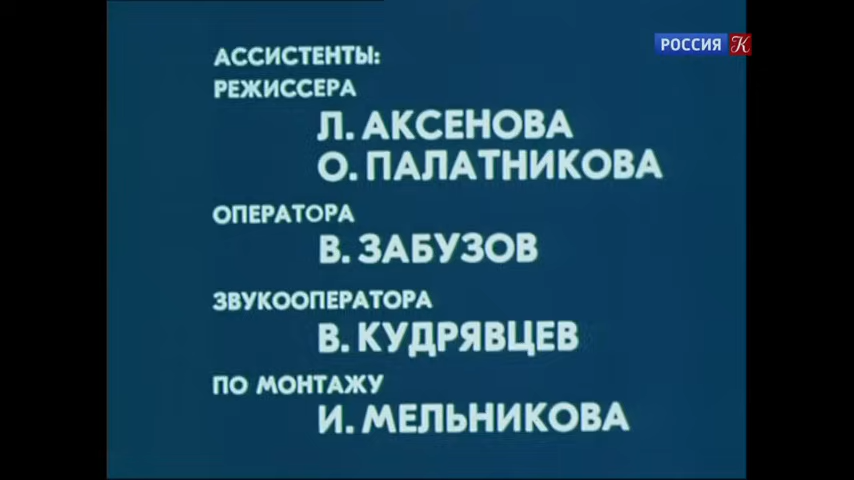 РОССИЯ К
АССИСТЕНТЫ:
РЕЖИССЕРА
Л. АКСЕНОВА
О. ПАЛАТНИКОВА
ОПЕРАТОРА
В. ЗАБУЗОВ
ЗВУКООПЕРАТОРА
В. КУДРЯВЦЕВ
ПО МОНТАЖУ
И. МЕЛЬНИКОВА